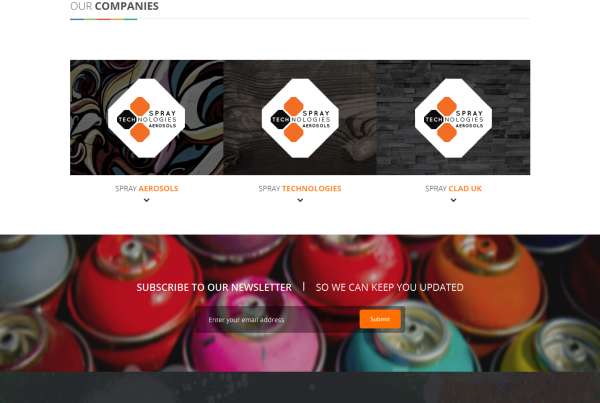 OUR COMPANIES
SPRAY
TECHNOLOGIES
AEROSOLS
SPRAY
TECHNOLOGIES
AEROSOLS
SPRAY
TECHNOLOGIES
AEROSOLS
SPRAY AEROSOLS
SPRAY TECHNOLOGIES
SPRAY CLAD UK
SUBSCRIBE TO OUR NEWSLETTER | SO WE CAN KEEP YOU UPDATED
Enter your email address
Submit